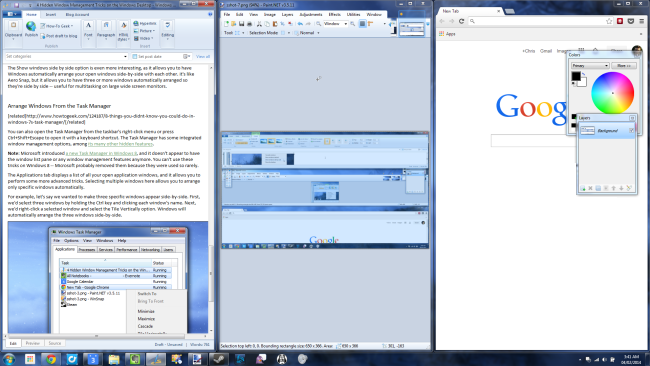 4 Hidden Window Management Tricks on the Windows Desktop - Windows
Home Insert Blog Account
Clipboard Publish
How-To Geek
Post draft to blog
Font Paragraph HTML styles
Hyperlink
Picture
Video
Editing
Set categories
Set date
View all
The Show windows side by side option is even more interesting, as it allows you to have
Windows automatically arrange your open windows side-by-side with each other. It's like
Aero Snap, but it allows you to have three or more windows automatically arranged so
they're side by side -- useful for multitasking on large wide screen monitors.
Arrange Windows From the Task Manager
[related]http://www.howtogeek.com/124187/8-things-you-didnt-know-you-could-do-in-
windows-7s-task-manager/[/related]
You can also open the Task Manager from the taskbar's right-click menu or press
Ctrl+Shift+Escape to open it with a keyboard shortcut. The Task Manager has some integrated
window management options, among its many other hidden features.
Note: Microsoft introduced a new Task Manager in Windows 8, and it doesn't appear to have
the window list pane or any window management features anymore. You can't use these
tricks on Windows 8 – Microsoft probably removed them because they were used so rarely.
The Applications tab displays a list of all your open application windows, and it allows you to
perform some more advanced tricks. Selecting multiple windows here allows you to arrange
only specific windows automatically.
For example, let's say we wanted to make three specific windows appear side-by-side. First,
we'd select three windows by holding the Ctrl key and clicking each window's name. Next,
we'd right-click a selected window and select the Tile Vertically option. Windows will
automatically arrange the three windows side-by-side.
Windows Task Manager
File Options View Windows Help
Applications Processes Services Performance Networking Users
Task Status
4 Hidden Window Management Tricks on the Win... Running
All Notebooks - Evernote Running
Google Calendar Running
New Tab - Google Chrome Running
sshot-2.png - Paint.NET v3.5.11
sshot-3.png - WinSnap
Steam
Switch To
Bring To Front
Minimize
Maximize
Cascade
Edit Preview Source
Draft - Unsaved Words 781
sshot-7.png (84%) - Paint.NET v3.5.11
File Edit View Image Layers Adjustments Effects Utilities Window
Window
Tool: Selection Mode: Normal
Google
Selection top left: 0, 0. Bounding rectangle size: 650 x 366. Area:
650 x 366
301, -161
New Tab
Apps
+Chris Gmail Images
Google
Colors
Primary
More >>
Layers
Background
5:41 AM
04/02/2014